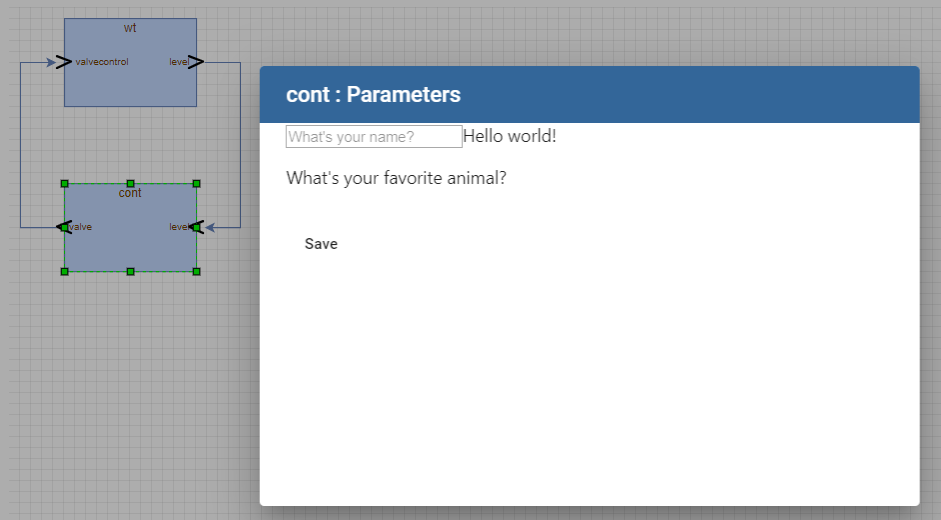 wt
valvecontrol
level
cont : Parameters
What's your name? Hello world!
What's your favorite animal?
cont
valve
level
Save